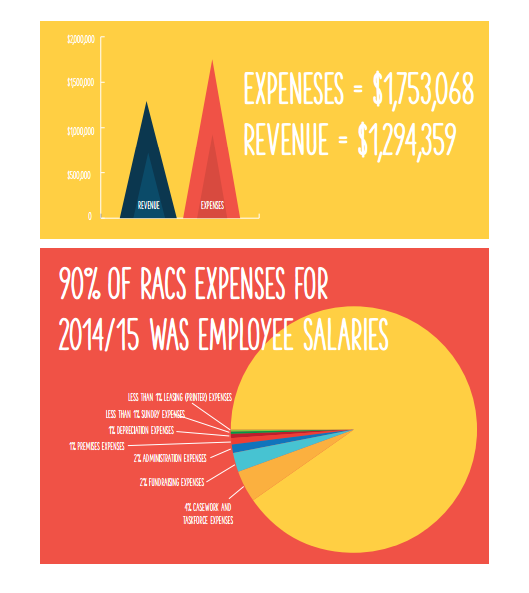 $2,000,000
$1,500,000
$1,000,000
$500,000
0
REVENUE
EXPENSES
EXPENESES = $1,753,068
REVENUE = $1,294,359
90% OF RACS EXPENSES FOR
2014/15 WAS EMPLOYEE SALARIES
LESS THAN 1% LEASING (PRINTER) EXPENSES
LESS THAN 1% SUNDRY EXPENSES
1% DEPRECIATION EXPENSES
1% PREMISES EXPENSES
2% ADMINISTRATION EXPENSES
2% FUNDRAISING EXPENSES
4% CASEWORK AND
TASKFORCE EXPENSES